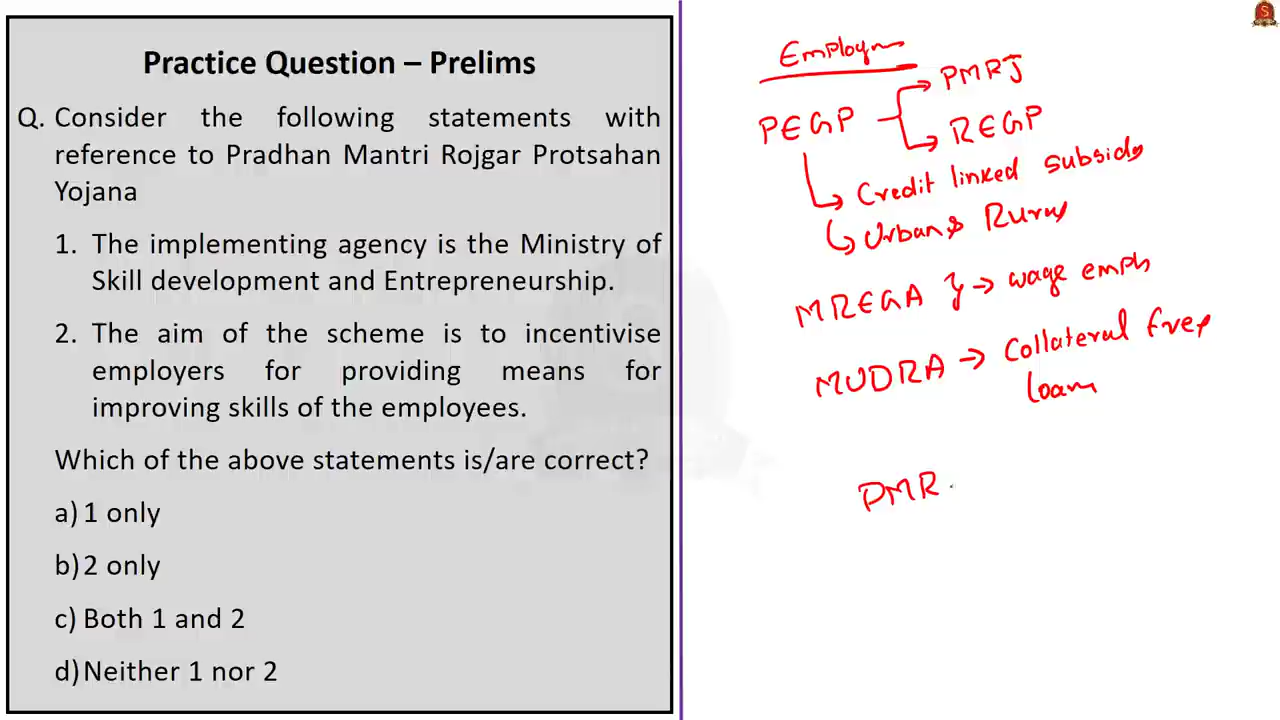 Practice Question – Prelims
Q. Consider the following statements with
reference to Pradhan Mantri Rojgar Protsahan
Yojana
1. The implementing agency is the Ministry of
Skill development and Entrepreneurship.
2. The aim of the scheme is to incentivise
employers for providing means for
improving skills of the employees.
Which of the above statements is/are correct?
a) 1 only
b) 2 only
c) Both 1 and 2
d) Neither 1 nor 2
PEGP
PMRJ
REGP
Credit linked subsidy
Urban &
MREGA } → wage
MUDRA → Collateral free
loan
PMR
S